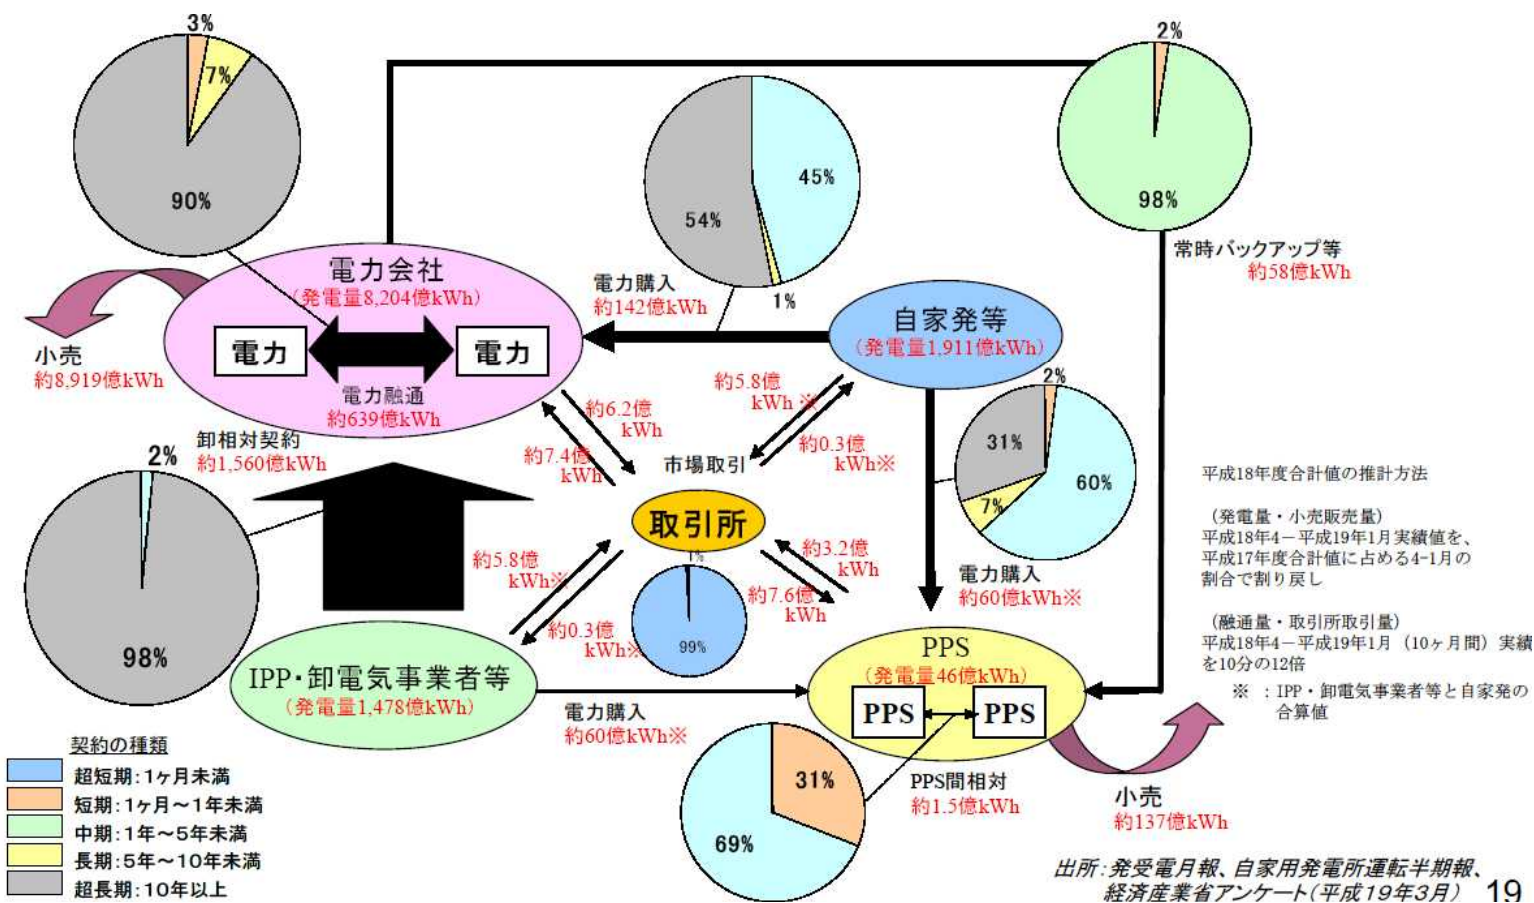 3%
7%
90%
2%
98%
常時バックアップ等
約58億kWh
45%
54%
1%
電力購入
約142億kWh
電力会社
(発電量8,204億kWh)
電力
電力
電力融通
約639億kWh
小売
約8,919億kWh
自家発等
(発電量1,911億kWh)
卸相対契約
約1,560億kWh
2%
98%
約6.2億
kWh
約7.4億
kWh
約5.8億
kWh ※
約0.3億
kWh※
市場取引
取引所
1%
99%
2%
31%
60%
7%
電力購入
約60億kWh※
約5.8億
kWh※
約0.3億
kWh※
約3.2億
kWh
約7.6億
kWh
IPP・卸電気事業者等
(発電量1,478億kWh)
電力購入
約60億kWh※
PPS
(発電量46億kWh)
PPS
PPS
PPS間相対
約1.5億kWh
31%
69%
小売
約137億kWh
平成18年度合計値の推計方法
(発電量・小売販売量)
平成18年4－平成19年1月実績値を、
平成17年度合計値に占める4-1月の
割合で割り戻し
(融通量・取引所取引量)
平成18年4－平成19年1月(10ヶ月間)実績
を10分の12倍
※ ：IPP・卸電気事業者等と自家発の
合算値
契約の種類
超短期：1ヶ月未満
短期：1ヶ月～1年未満
中期：1年～5年未満
長期：5年～10年未満
超長期：10年以上
出所：発受電月報、自家用発電所運転半期報、
経済産業省アンケート(平成19年3月)
19